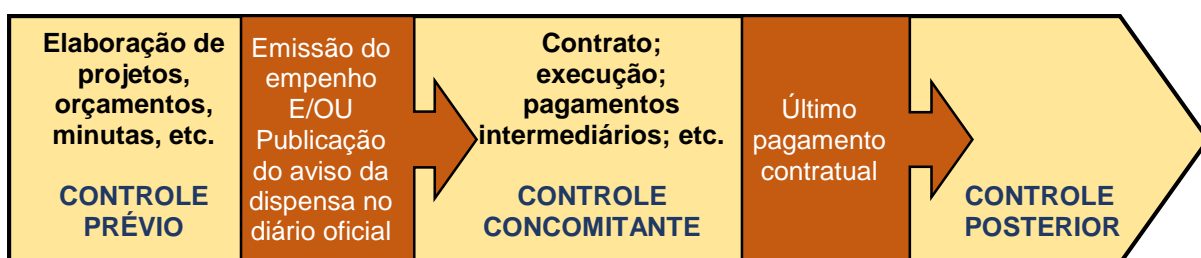 Elaboração de
projetos,
orçamentos,
minutas, etc.
CONTROLE
PRÉVIO
Emissão do
empenho
E/OU
Publicação
do aviso da
dispensa no
diário oficial
Contrato;
execução;
pagamentos
intermediários; etc.
CONTROLE
CONCOMITANTE
Último
pagamento
contratual
CONTROLE
POSTERIOR